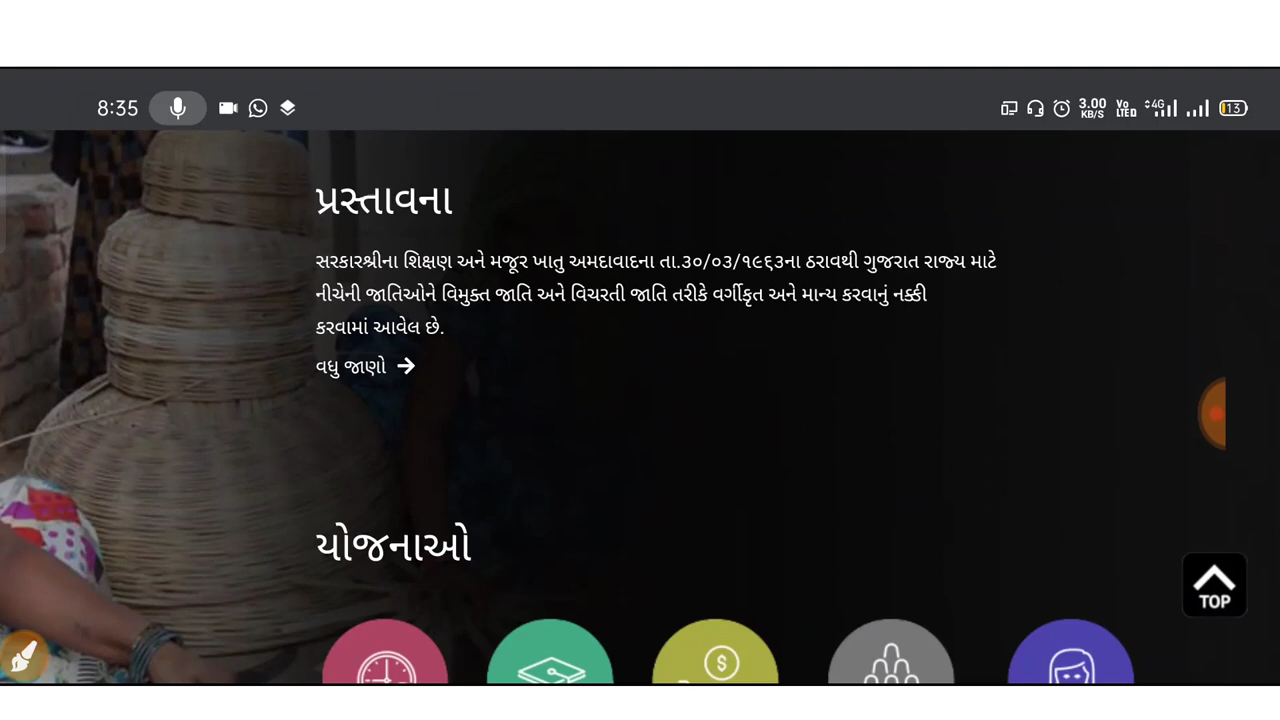 8:35
3.00 KB/S
Vo LTED
4G
13
પ્રસ્તાવના
સરકારશ્રીના શિક્ષણ અને મજૂર ખાતુ અમદાવાદના તા.૩૦/૦૩/૧૯૬૩ના ઠરાવથી ગુજરાત રાજ્ય માટે
નીચેની જાતિઓને વિમુક્ત જાતિ અને વિચરતી જાતિ તરીકે વર્ગીકૃત અને માન્ય કરવાનું નક્કી
કરવામાં આવેલ છે.
વધુ જાણો
યોજનાઓ
TOP